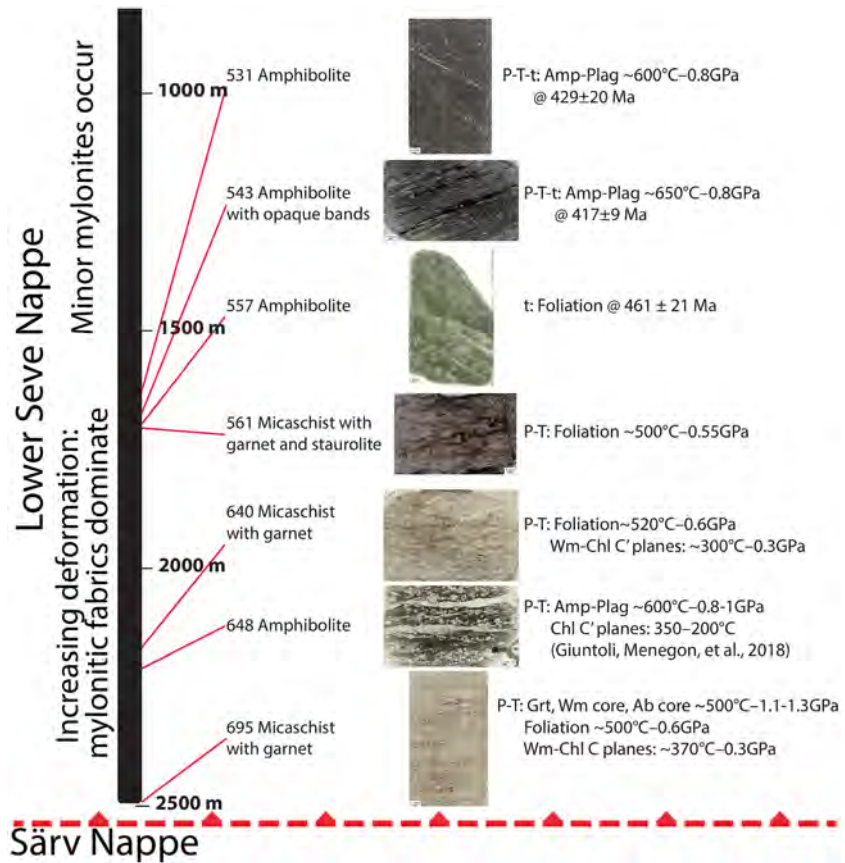 Lower Seve Nappe
Minor mylonites occur
Increasing deformation:
mylonitic fabrics dominate
1000 m
1500 m
2000 m
2500 m
531 Amphibolite
P-T-t: Amp-Plag ~600°C–0.8GPa
@ 429±20 Ma
543 Amphibolite
with opaque bands
P-T-t: Amp-Plag ~650°C–0.8GPa
@ 417±9 Ma
557 Amphibolite
t: Foliation @ 461 ± 21 Ma
561 Micaschist with
garnet and staurolite
P-T: Foliation ~500°C–0.55GPa
640 Micaschist
with garnet
P-T: Foliation~520°C–0.6GPa
Wm-Chl C' planes: ~300°C–0.3GPa
648 Amphibolite
P-T: Amp-Plag ~600°C–0.8-1GPa
Chl C' planes: 350–200°C
(Giuntoli, Menegon, et al., 2018)
695 Micaschist
with garnet
P-T: Grt, Wm core, Ab core ~500°C–1.1-1.3GPa
Foliation ~500°C–0.6GPa
Wm-Chl C planes: ~370°C–0.3GPa
Särv Nappe